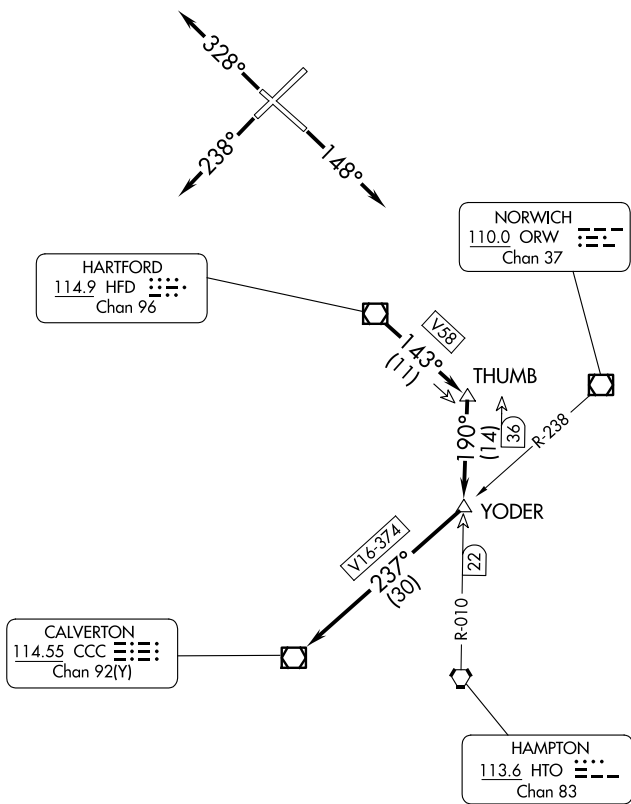 328°
238°
148°
NORWICH
110.0 ORW
Chan 37
HARTFORD
114.9 HFD
Chan 96
V58
143°
(11)
THUMB
190°
(14)
36
R-238
YODER
V16-374
237°
(30)
22
R-010
CALVERTON
114.55 CCC
Chan 92(Y)
HAMPTON
113.6 HTO
Chan 83